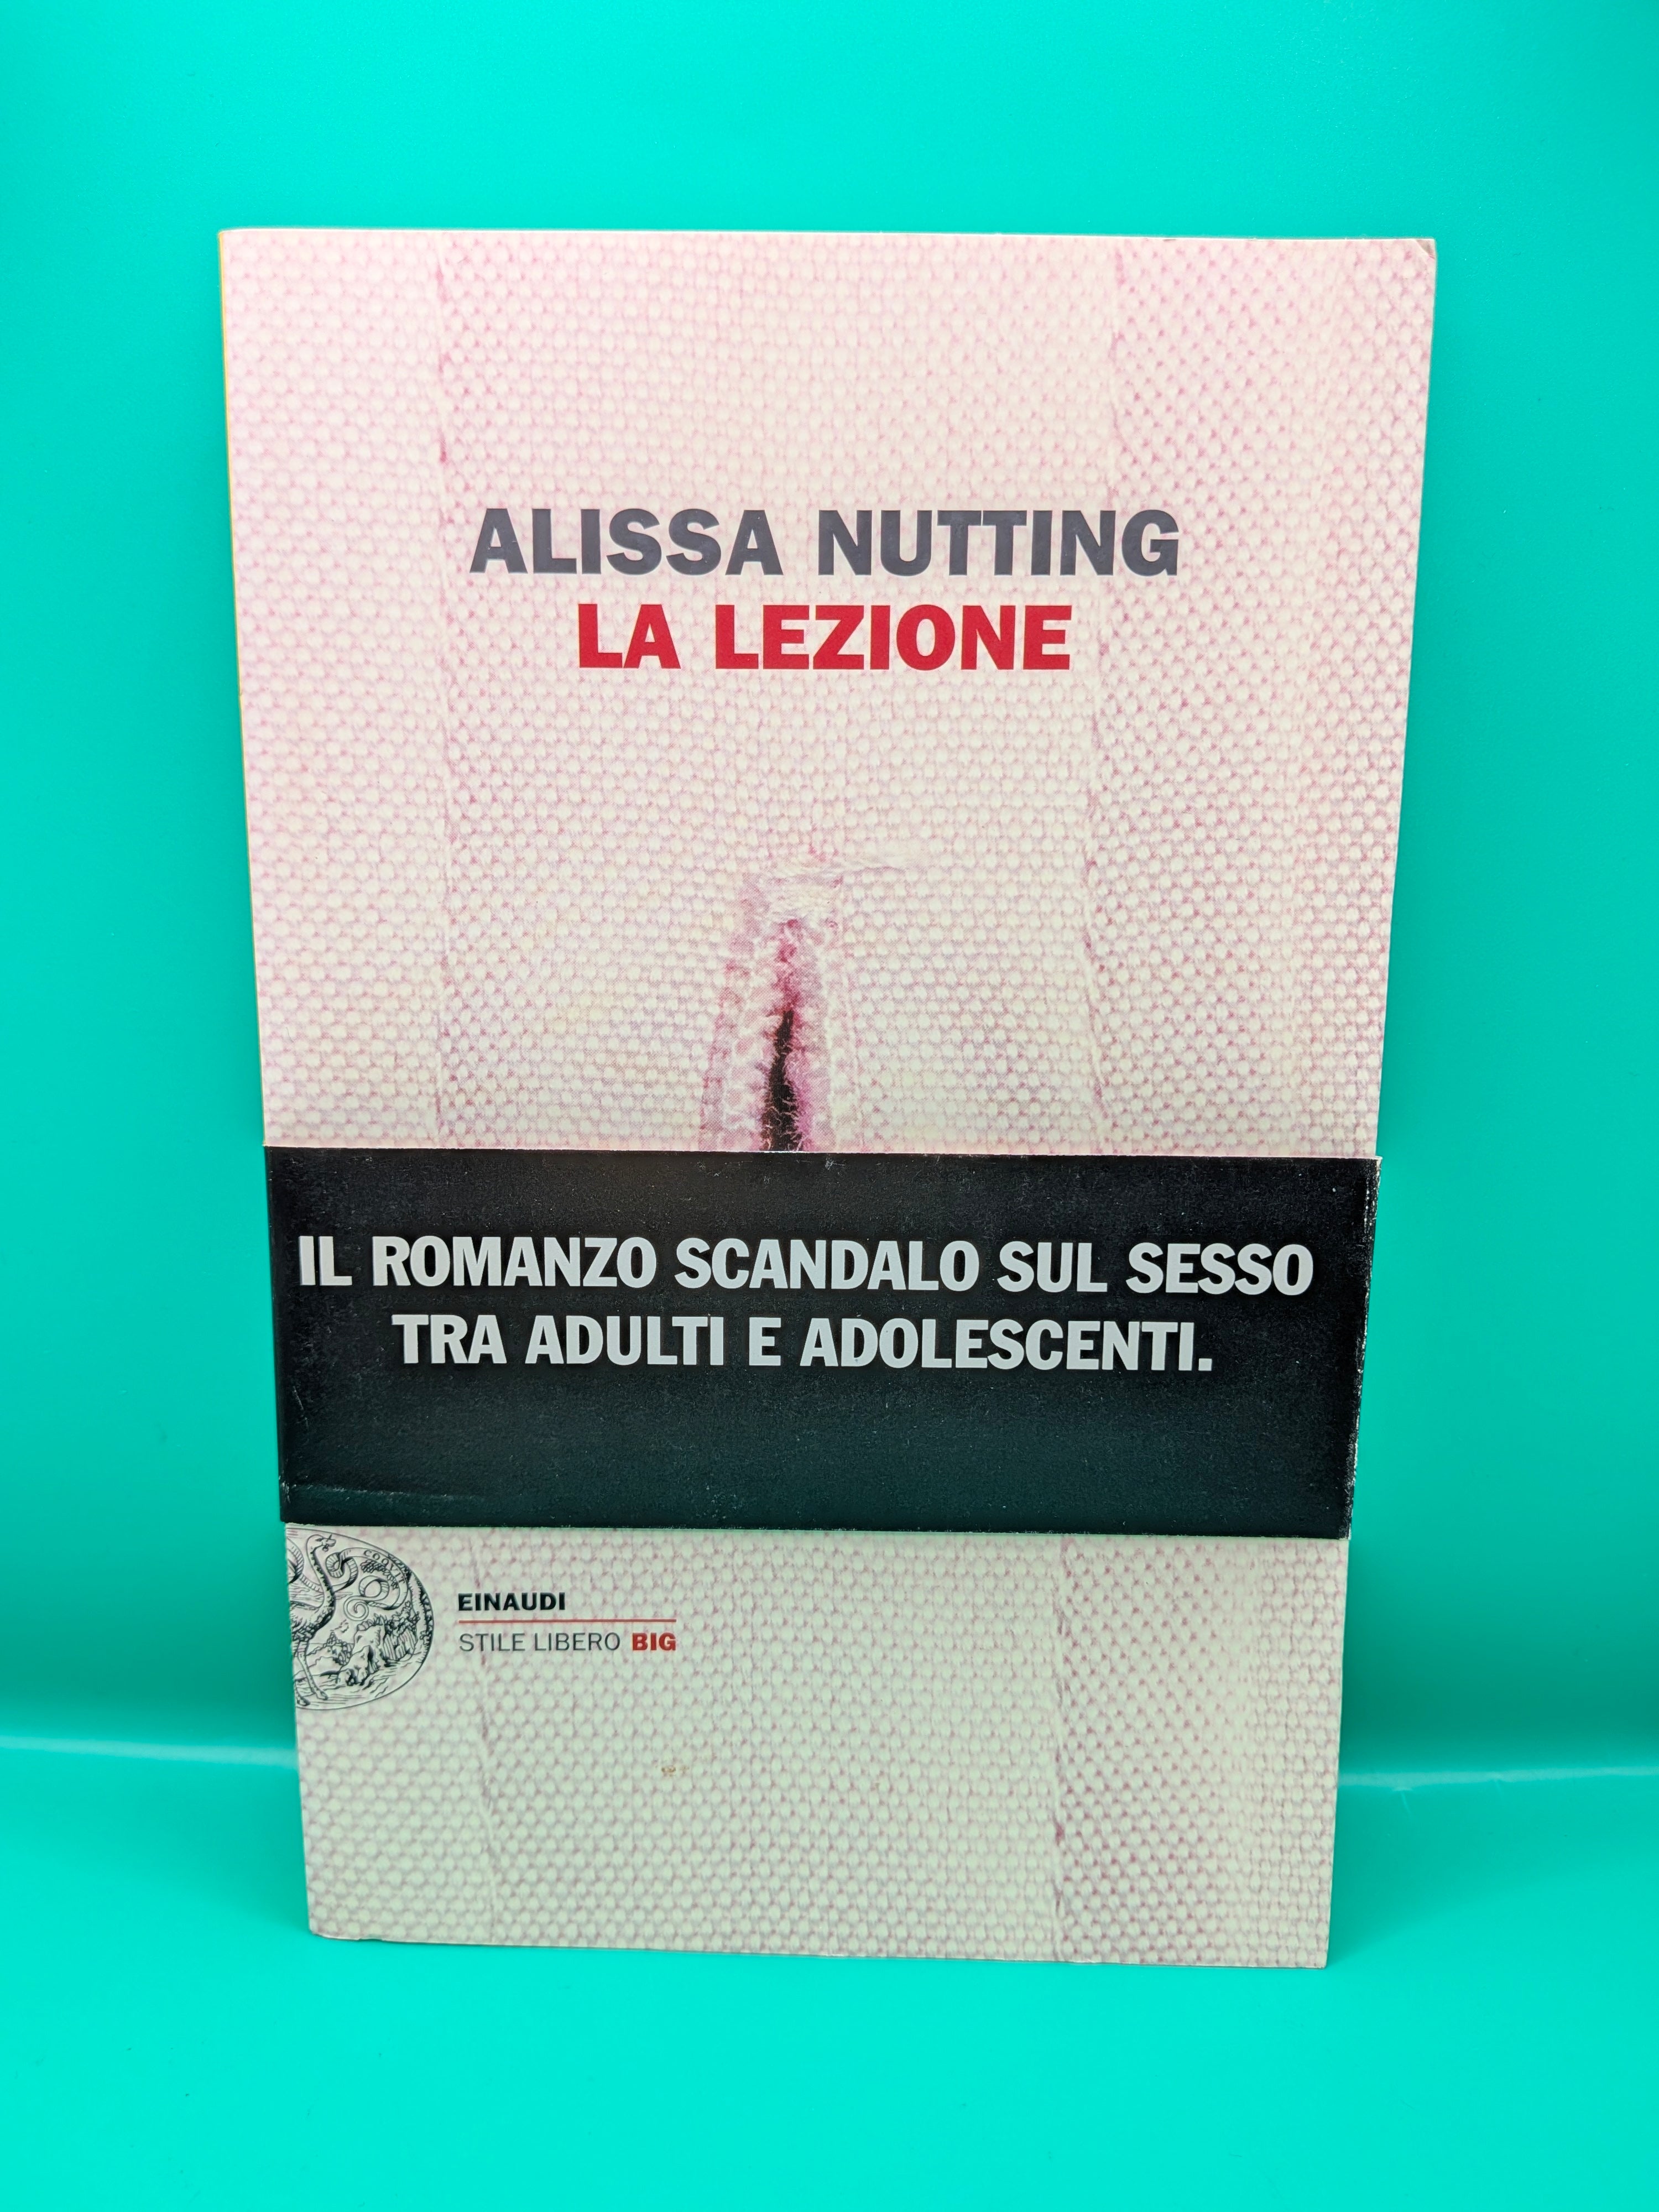 ALISSA NUTTING
LA LEZIONE
IL ROMANZO SCANDALO SUL SESSO
TRA ADULTI E ADOLESCENTI.
EINAUDI
STILE LIBERO BIG